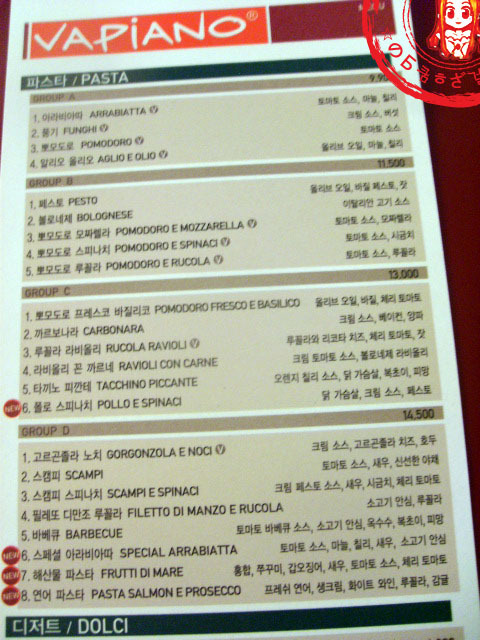 VAPIANO®
파스타 / PASTA
GROUP A
1. 아라비아따 ARRABIATTA Ⓥ 토마토 소스, 마늘, 칠리
2. 풍기 FUNGHI Ⓥ 크림 소스, 버섯
3. 뽀모도로 POMODORO Ⓥ 토마토 소스
4. 알리오 올리오 AGLIO E OLIO Ⓥ 올리브 오일, 마늘, 칠리
GROUP B 11,500
1. 페스토 PESTO 올리브 오일, 바질 페스토, 잣
2. 볼로네제 BOLOGNESE 이탈리안 고기 소스
3. 뽀모도로 모짜렐라 POMODORO E MOZZARELLA Ⓥ 토마토 소스, 모짜렐라
4. 뽀모도로 스피나치 POMODORO E SPINACI Ⓥ 토마토 소스, 시금치
5. 뽀모도로 루꼴라 POMODORO E RUCOLA Ⓥ 토마토 소스, 루꼴라
GROUP C 13,000
1. 뽀모도로 프레스코 바질리코 POMODORO FRESCO E BASILICO 올리브 오일, 바질, 체리 토마토
2. 까르보나라 CARBONARA 크림 소스, 베이컨, 양파
3. 루꼴라 라비올리 RUCOLA RAVIOLI Ⓥ 루꼴라와 리코타 치즈, 체리 토마토, 잣
4. 라비올리 꼰 까르네 RAVIOLI CON CARNE 크림 토마토 소스, 볼로네제 라비올리
5. 타끼노 피깐테 TACCHINO PICCANTE 오렌지 칠리 소스, 닭 가슴살, 복초이, 피망
NEW 6. 뽈로 스피나치 POLLO E SPINACI 닭 가슴살, 크림 소스, 페스토
GROUP D 14,500
1. 고르곤졸라 노치 GORGONZOLA E NOCI Ⓥ 크림 소스, 고르곤졸라 치즈, 호두
2. 스캄피 SCAMPI 토마토 소스, 새우, 신선한 야채
3. 스캄피 스피나치 SCAMPI E SPINACI 크림 페스토 소스, 새우, 시금치, 체리 토마토
4. 필레또 디만조 루꼴라 FILETTO DI MANZO E RUCOLA 소고기 안심, 루꼴라
5. 바베큐 BARBECUE 토마토 바베큐 소스, 소고기 안심, 옥수수, 복초이, 피망
NEW 6. 스페셜 아라비아따 SPECIAL ARRABIATTA 토마토 소스, 마늘, 칠리, 새우, 소고기 안심
NEW 7. 해산물 파스타 FRUTTI DI MARE 홍합, 쭈꾸미, 갑오징어, 새우, 토마토 소스, 체리 토마토
NEW 8. 연어 파스타 PASTA SALMON E PROSECCO 프레쉬 연어, 생크림, 화이트 와인, 루꼴라, 감귤
디저트 / DOLCI